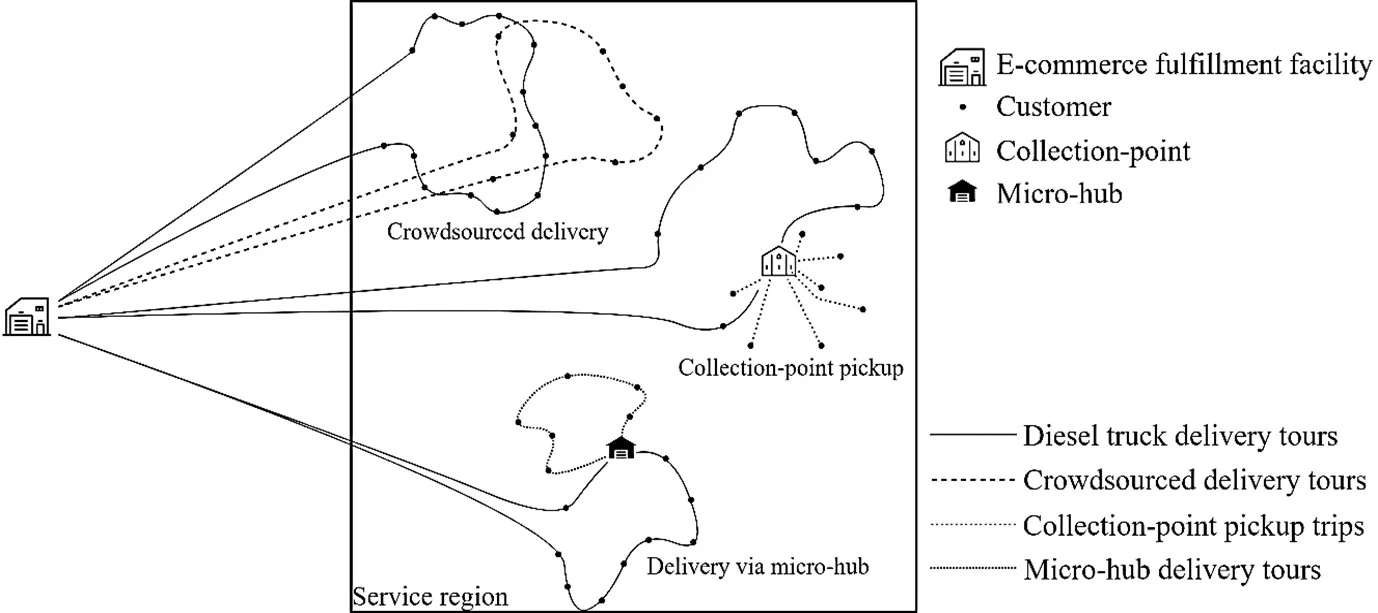 E-commerce fulfillment facility
Customer
Collection-point
Micro-hub
Crowdsourced delivery
Collection-point pickup
Delivery via micro-hub
Service region
Diesel truck delivery tours
Crowdsourced delivery tours
Collection-point pickup trips
Micro-hub delivery tours